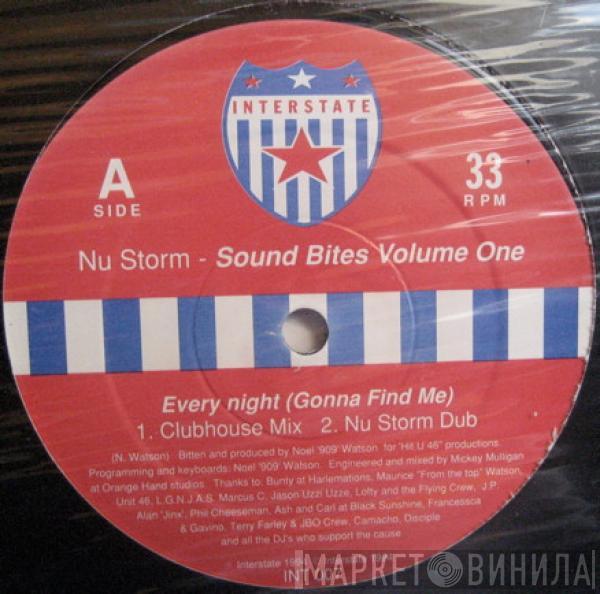 INTERSTATE
A
SIDE
33
RPM
Nu Storm - Sound Bites Volume One
Every night (Gonna Find Me)
1. Clubhouse Mix 2. Nu Storm Dub
(N. Watson) Bitten and produced by Noel '909' Watson for "Hit U 46" productions.
Programming and keyboards: Noel '909' Watson. Engineered and mixed by Mickey Mulligan
at Orange Hand studios. Thanks to: Bunty at Harlemations, Maurice "From the top" Watson,
Unit 46, L.G.N.J.A.S. Marcus C. Jason Uzzi Uzze, Lofty and the Flying Crew, J.P.
Alan 'Jinx', Phil Cheeseman, Ash and Carl at Black Sunshine, Francessca
& Gavino, Terry Farley & JBO Crew, Camacho, Disciple
and all the DJ's who support the cause
Interstate Interstate
INT
МАРКЕТ ВИНИЛА